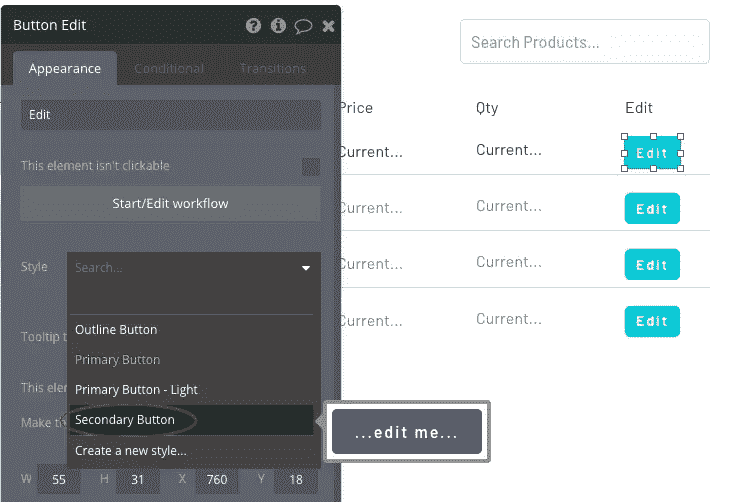 Button Edit
Appearance Conditional Transitions
Edit
This element isn't clickable
Start/Edit workflow
Style Search...
Outline Button
Tooltip t
Primary Button
This eler
Primary Button - Light
Make t
Secondary Button
Create a new style...
W 55 H 31 X 760 Y 18
...edit me...
Search Products...
Price Qty Edit
Current... Current... Edit
Current... Current... Edit
Current... Current... Edit
Current... Current... Edit